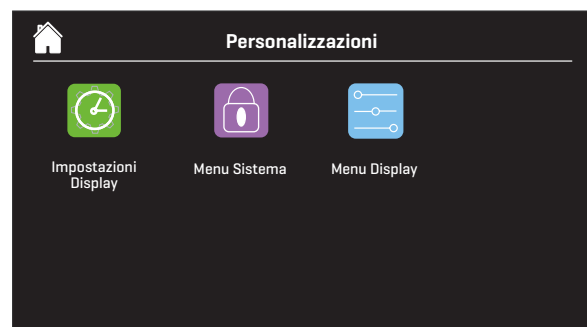 Personalizzazioni
Impostazioni
Display
Menu Sistema
Menu Display